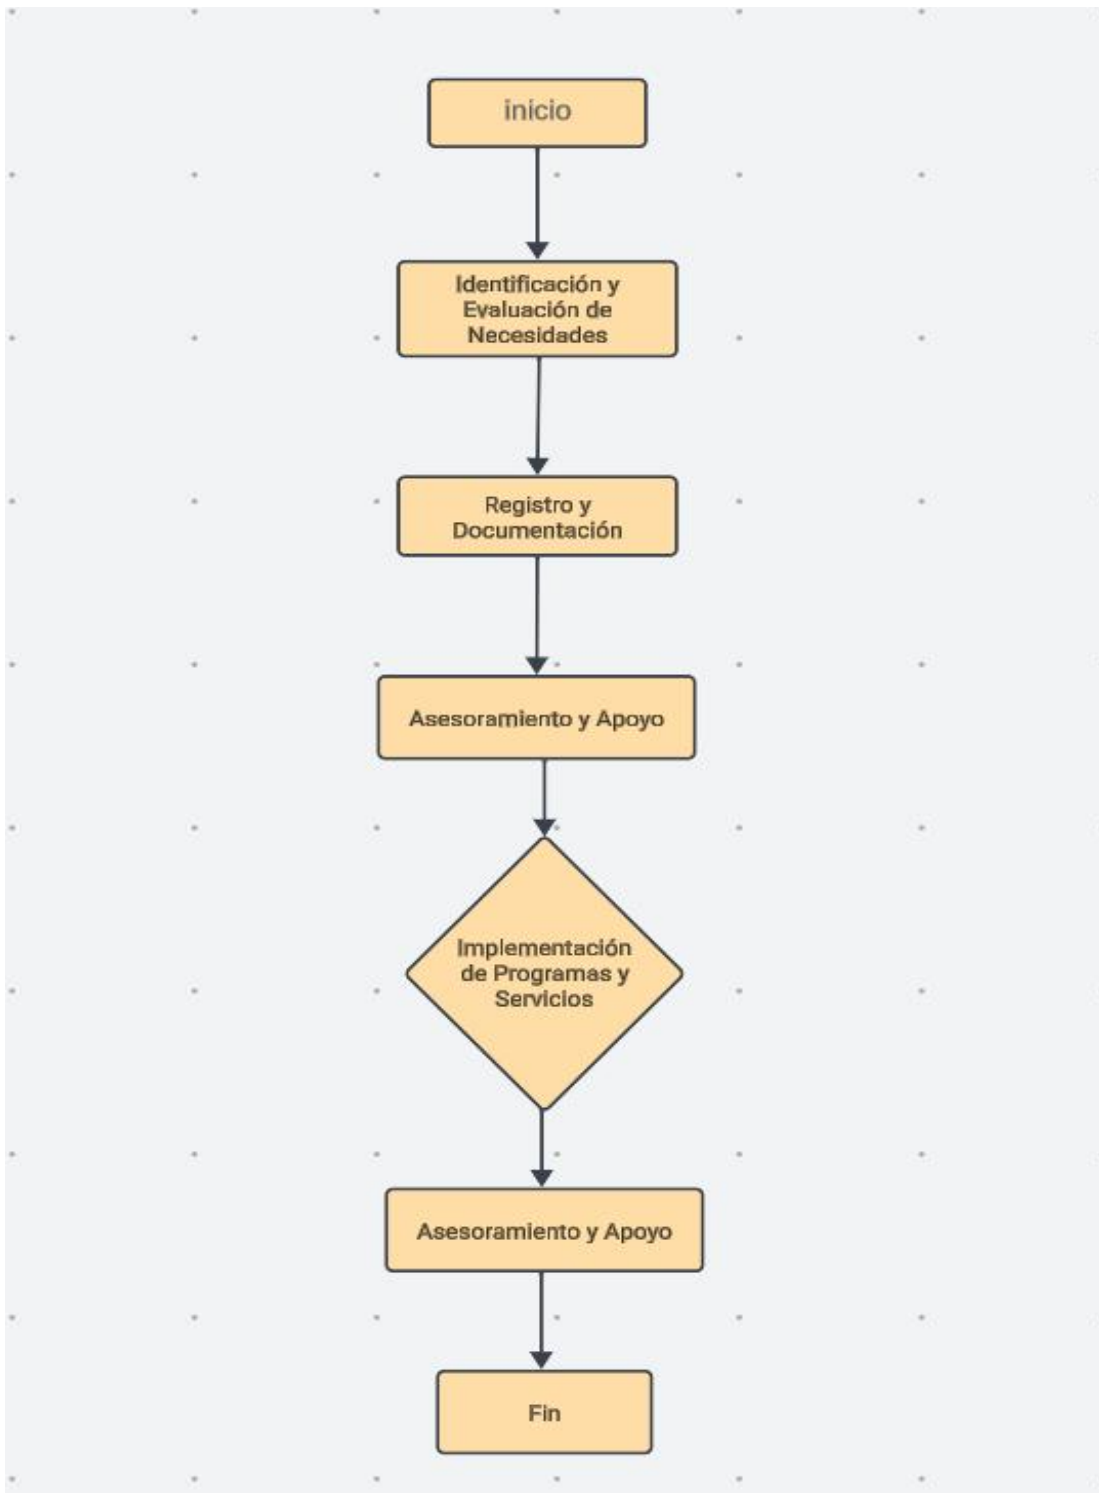 inicio
Identificación y
Evaluación de
Necesidades
Registro y
Documentación
Asesoramiento y Apoyo
Implementación
de Programas y
Servicios
Asesoramiento y Apoyo
Fin